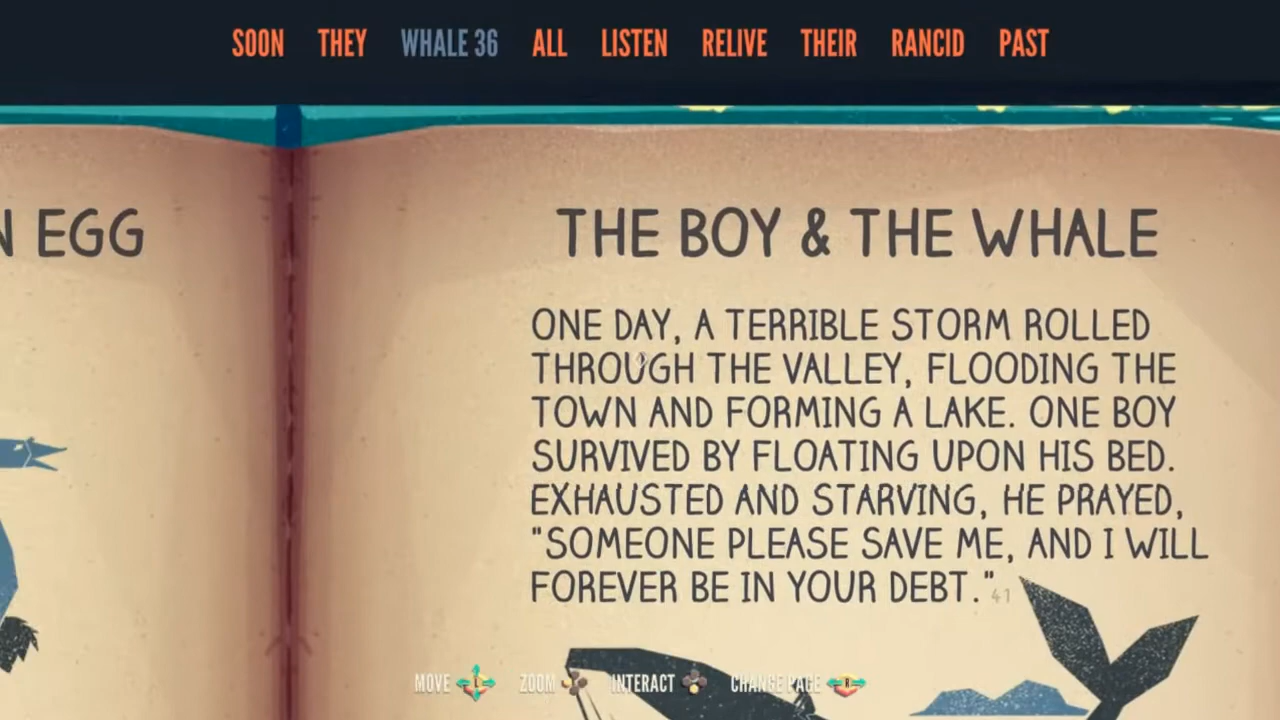 SOON THEY WHALE 36 ALL LISTEN RELIVE THEIR RANCID PAST
N EGG
THE BOY & THE WHALE
ONE DAY, A TERRIBLE STORM ROLLED
THROUGH THE VALLEY, FLOODING THE
TOWN AND FORMING A LAKE. ONE BOY
SURVIVED BY FLOATING UPON HIS BED.
EXHAUSTED AND STARVING, HE PRAYED,
"SOMEONE PLEASE SAVE ME, AND I WILL
FOREVER BE IN YOUR DEBT." 41
MOVE L ZOOM INTERACT CHANGE PAGE R